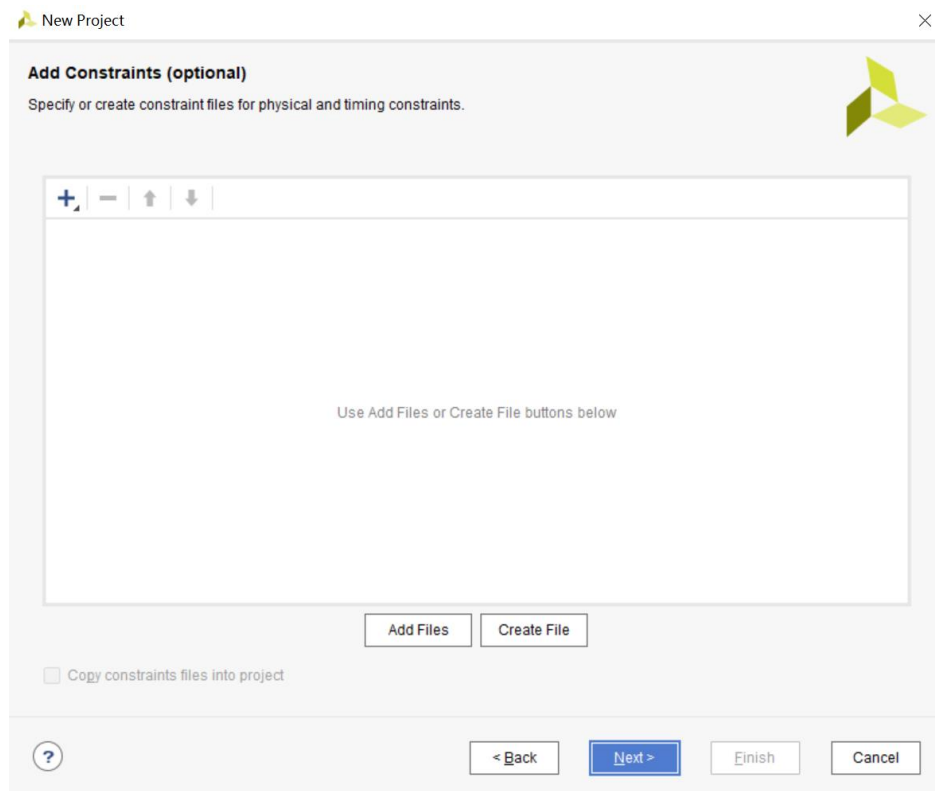 New Project
Add Constraints (optional)
Specify or create constraint files for physical and timing constraints.
Use Add Files or Create File buttons below
Add Files Create File
Copy constraints files into project
? < Back Next > Finish Cancel